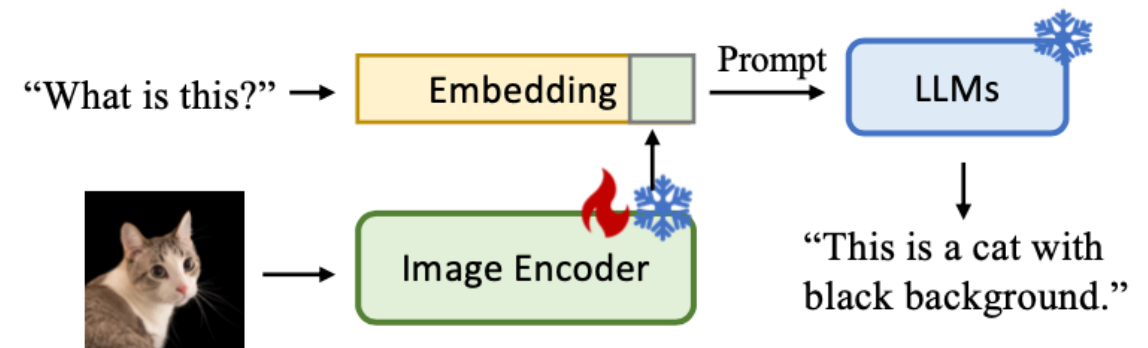 “What is this?”
Embedding
Prompt
LLMs
Image Encoder
“This is a cat with
black background.”